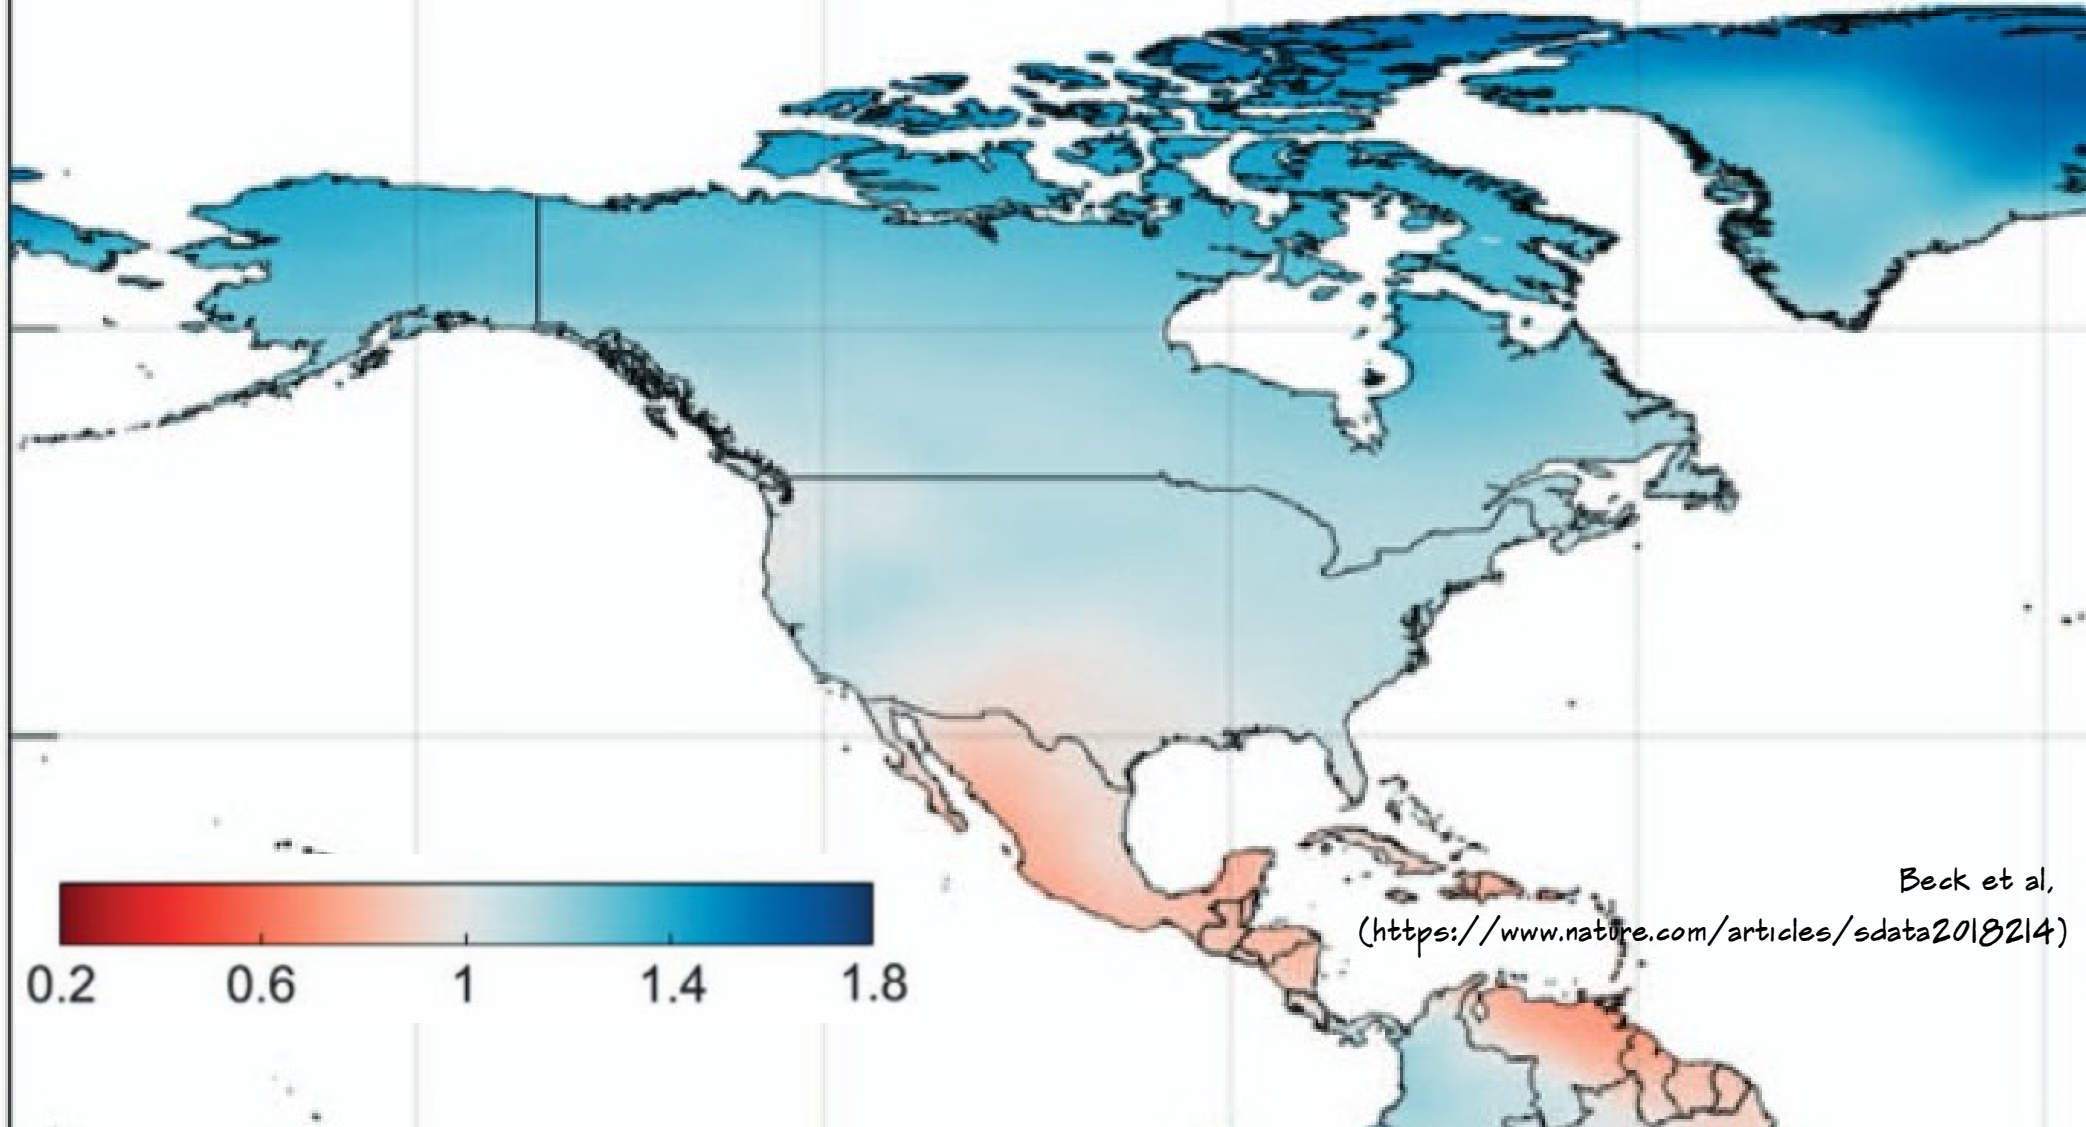 Beck et al,
(https://www.nature.com/articles/sdata2018214)
0.2 0.6 1 1.4 1.8